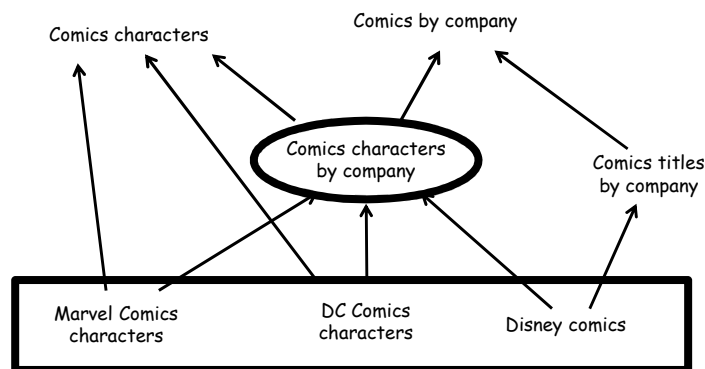 Comics characters
Comics by company
Comics characters
by company
Comics titles
by company
Marvel Comics
characters
DC Comics
characters
Disney comics